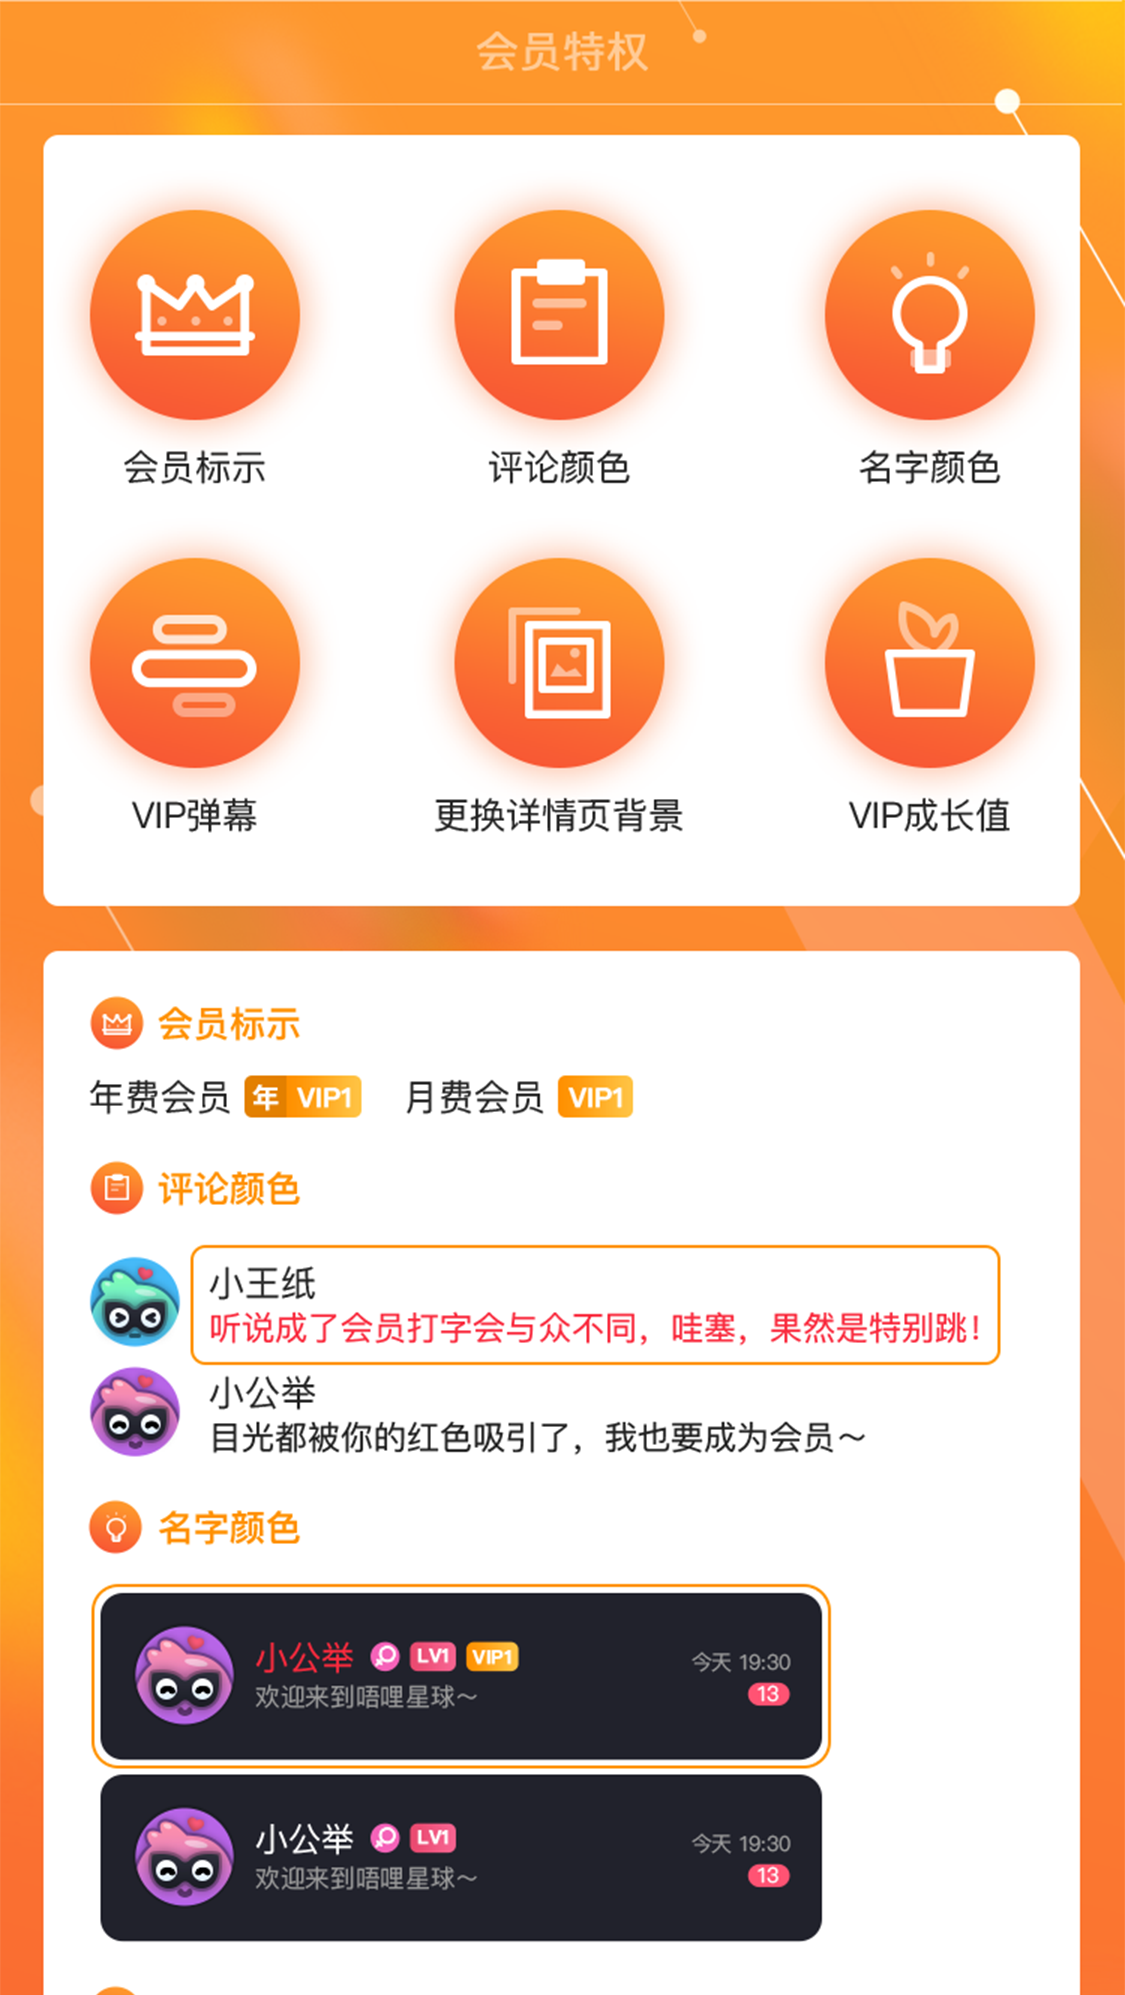 会员特权
会员标示
评论颜色
名字颜色
VIP弹幕
更换详情页背景
VIP成长值
会员标示
年费会员 年 VIP1 月费会员 VIP1
评论颜色
小王纸
听说成了会员打字会与众不同，哇塞，果然是特别跳！
小公举
目光都被你的红色吸引了，我也要成为会员～
名字颜色
小公举 LV1 VIP1 今天 19:30
欢迎来到唔哩星球～ 13
小公举 LV1 今天 19:30
欢迎来到唔哩星球～ 13